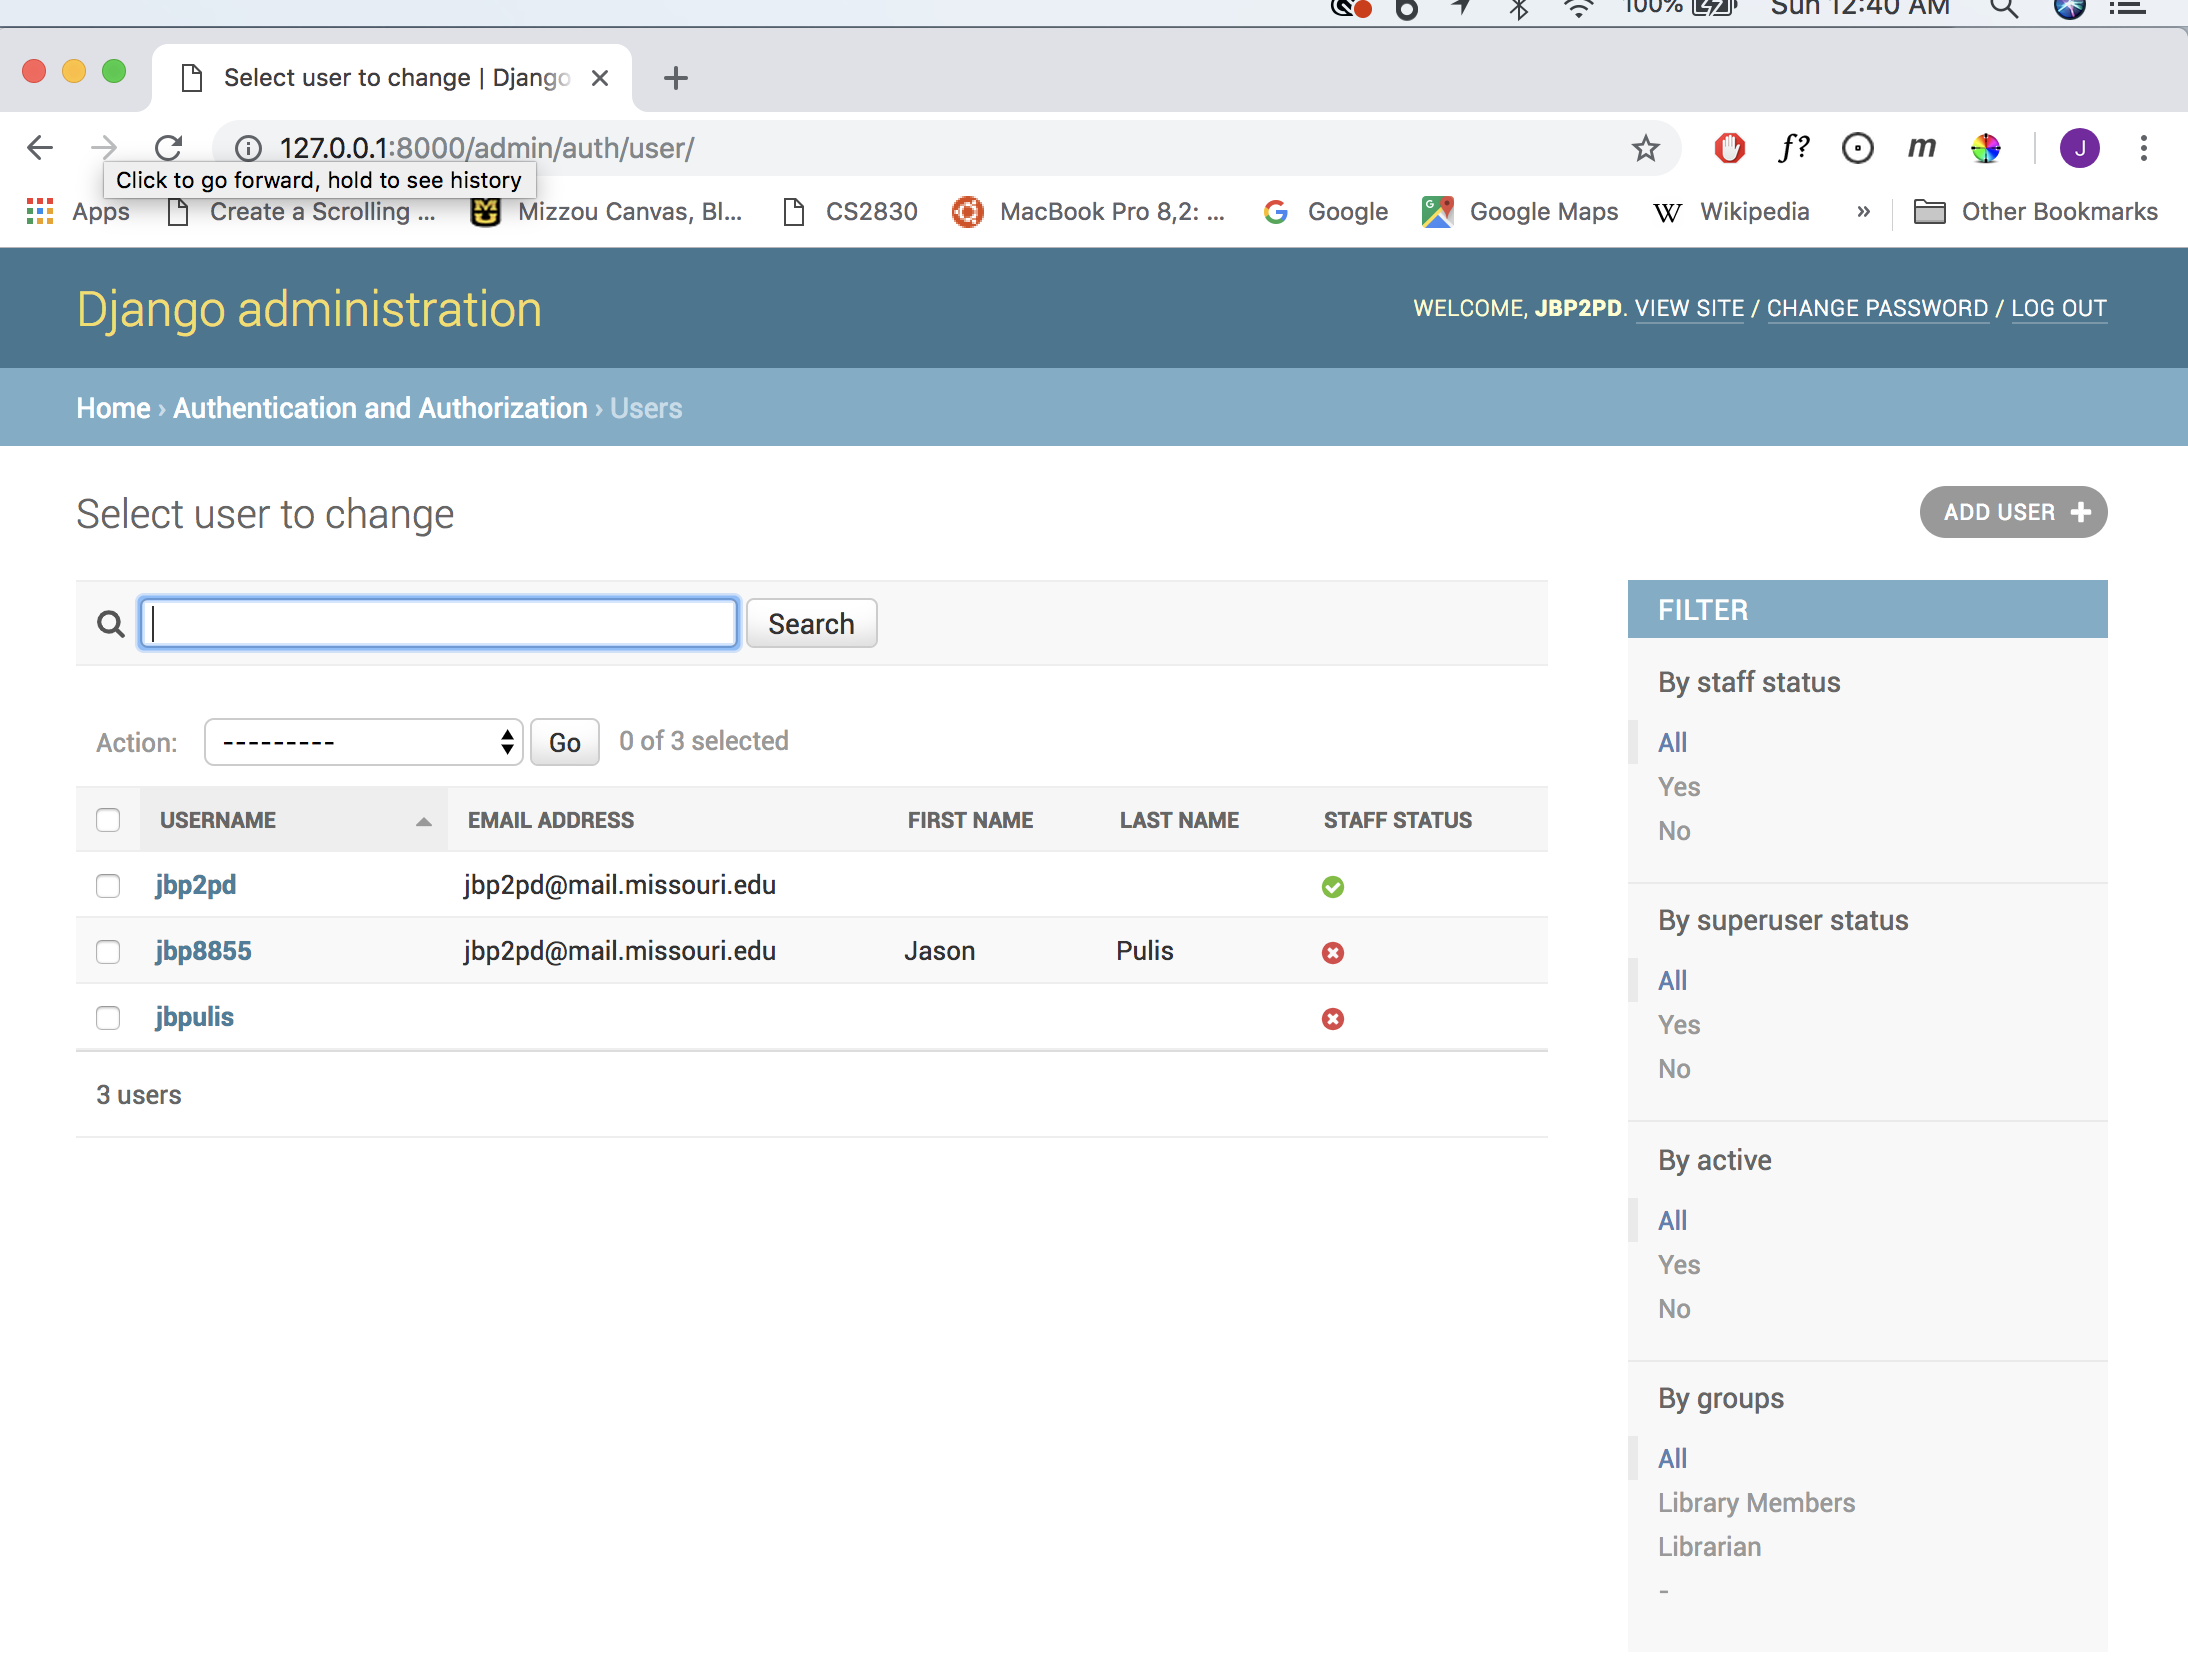 100% Sun 12:40 AM
Select user to change | Django
127.0.0.1:8000/admin/auth/user/
Click to go forward, hold to see history
J
Apps Create a Scrolling ... Mizzou Canvas, Bl... CS2830 MacBook Pro 8,2: ... Google Google Maps Wikipedia » Other Bookmarks
Django administration
WELCOME, JBP2PD. VIEW SITE / CHANGE PASSWORD / LOG OUT
Home › Authentication and Authorization › Users
Select user to change
ADD USER +
Search
Action: --------- Go 0 of 3 selected
USERNAME EMAIL ADDRESS FIRST NAME LAST NAME STAFF STATUS
jbp2pd jbp2pd@mail.missouri.edu
jbp8855 jbp2pd@mail.missouri.edu Jason Pulis
jbpulis
3 users
FILTER
By staff status
All
Yes
No
By superuser status
All
Yes
No
By active
All
Yes
No
By groups
All
Library Members
Librarian
-